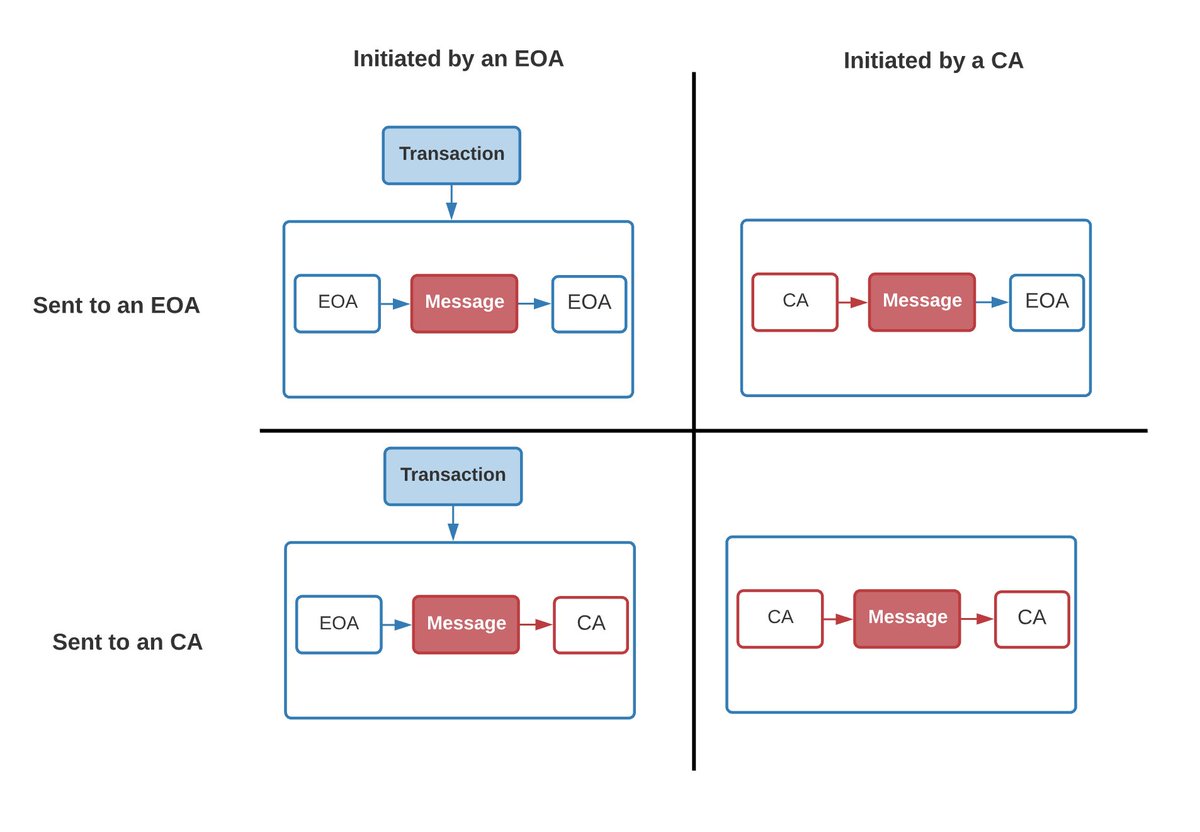 Initiated by an EOA
Initiated by a CA
Transaction
Sent to an EOA
EOA
Message
EOA
CA
Message
EOA
Transaction
Sent to an CA
EOA
Message
CA
CA
Message
CA